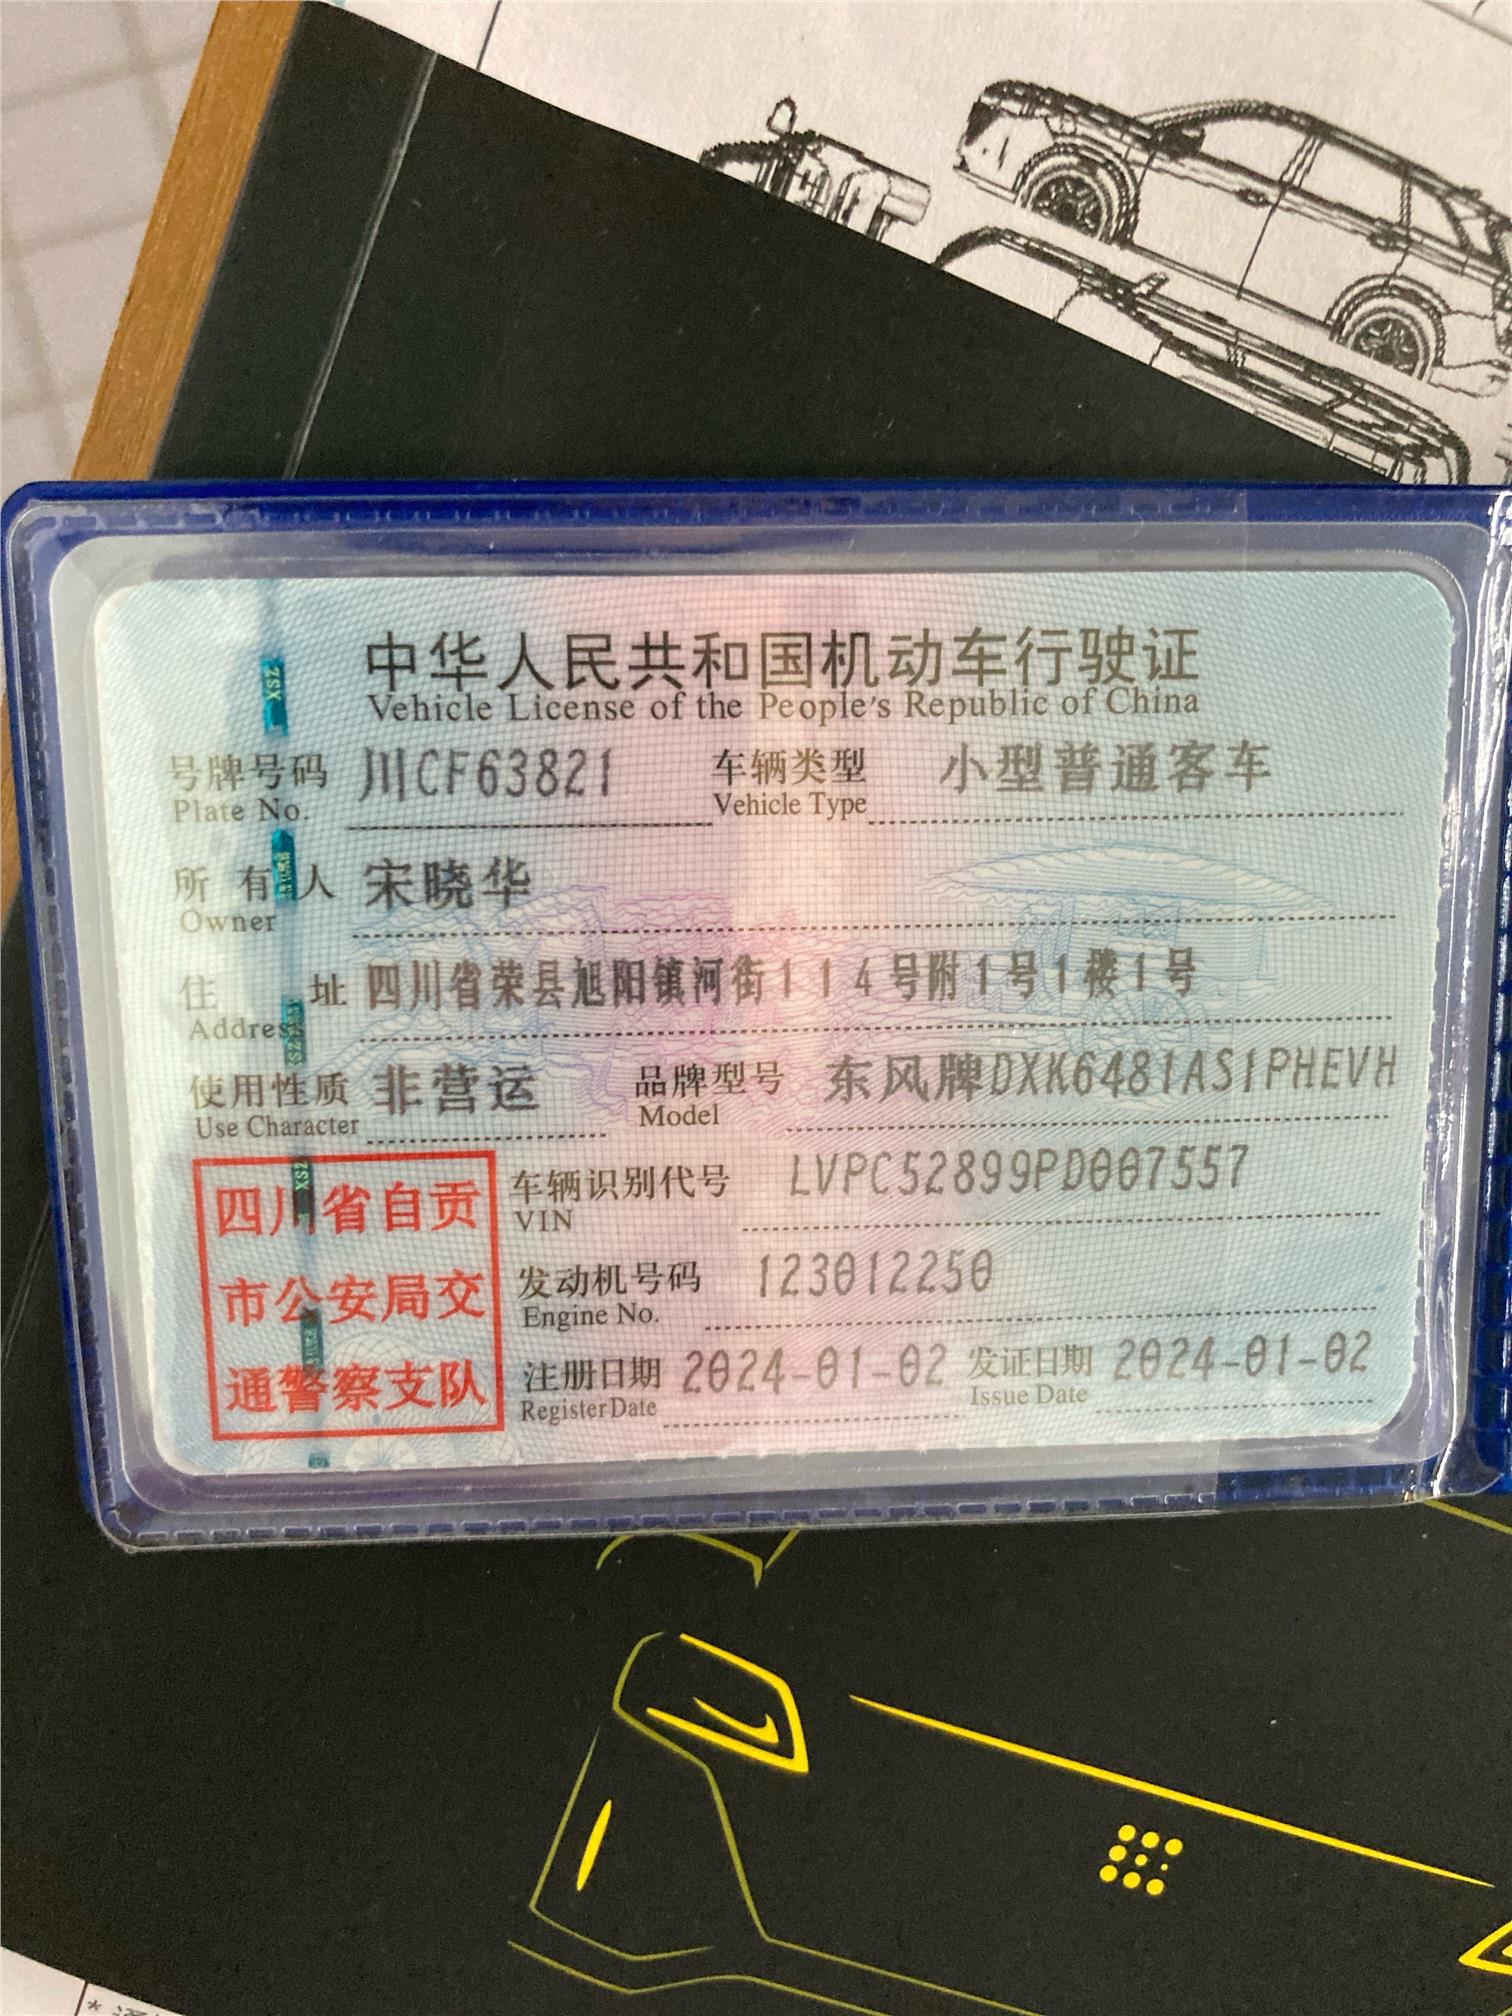 中华人民共和国机动车行驶证
Vehicle License of the People's Republic of China
号牌号码 川CF63821 车辆类型 小型普通客车
Plate No. Vehicle Type
所有人 宋晓华
Owner
住址 四川省荣县旭阳镇河街114号附1号1楼1号
Address
使用性质 非营运 品牌型号 东风牌DXK6481AS1PHEVH
Use Character Model
四川省自贡
市公安局交
通警察支队
车辆识别代号 LVPC52899PD007557
VIN
发动机号码 123012250
Engine No.
注册日期 2024-01-02 发证日期 2024-01-02
Register Date Issue Date